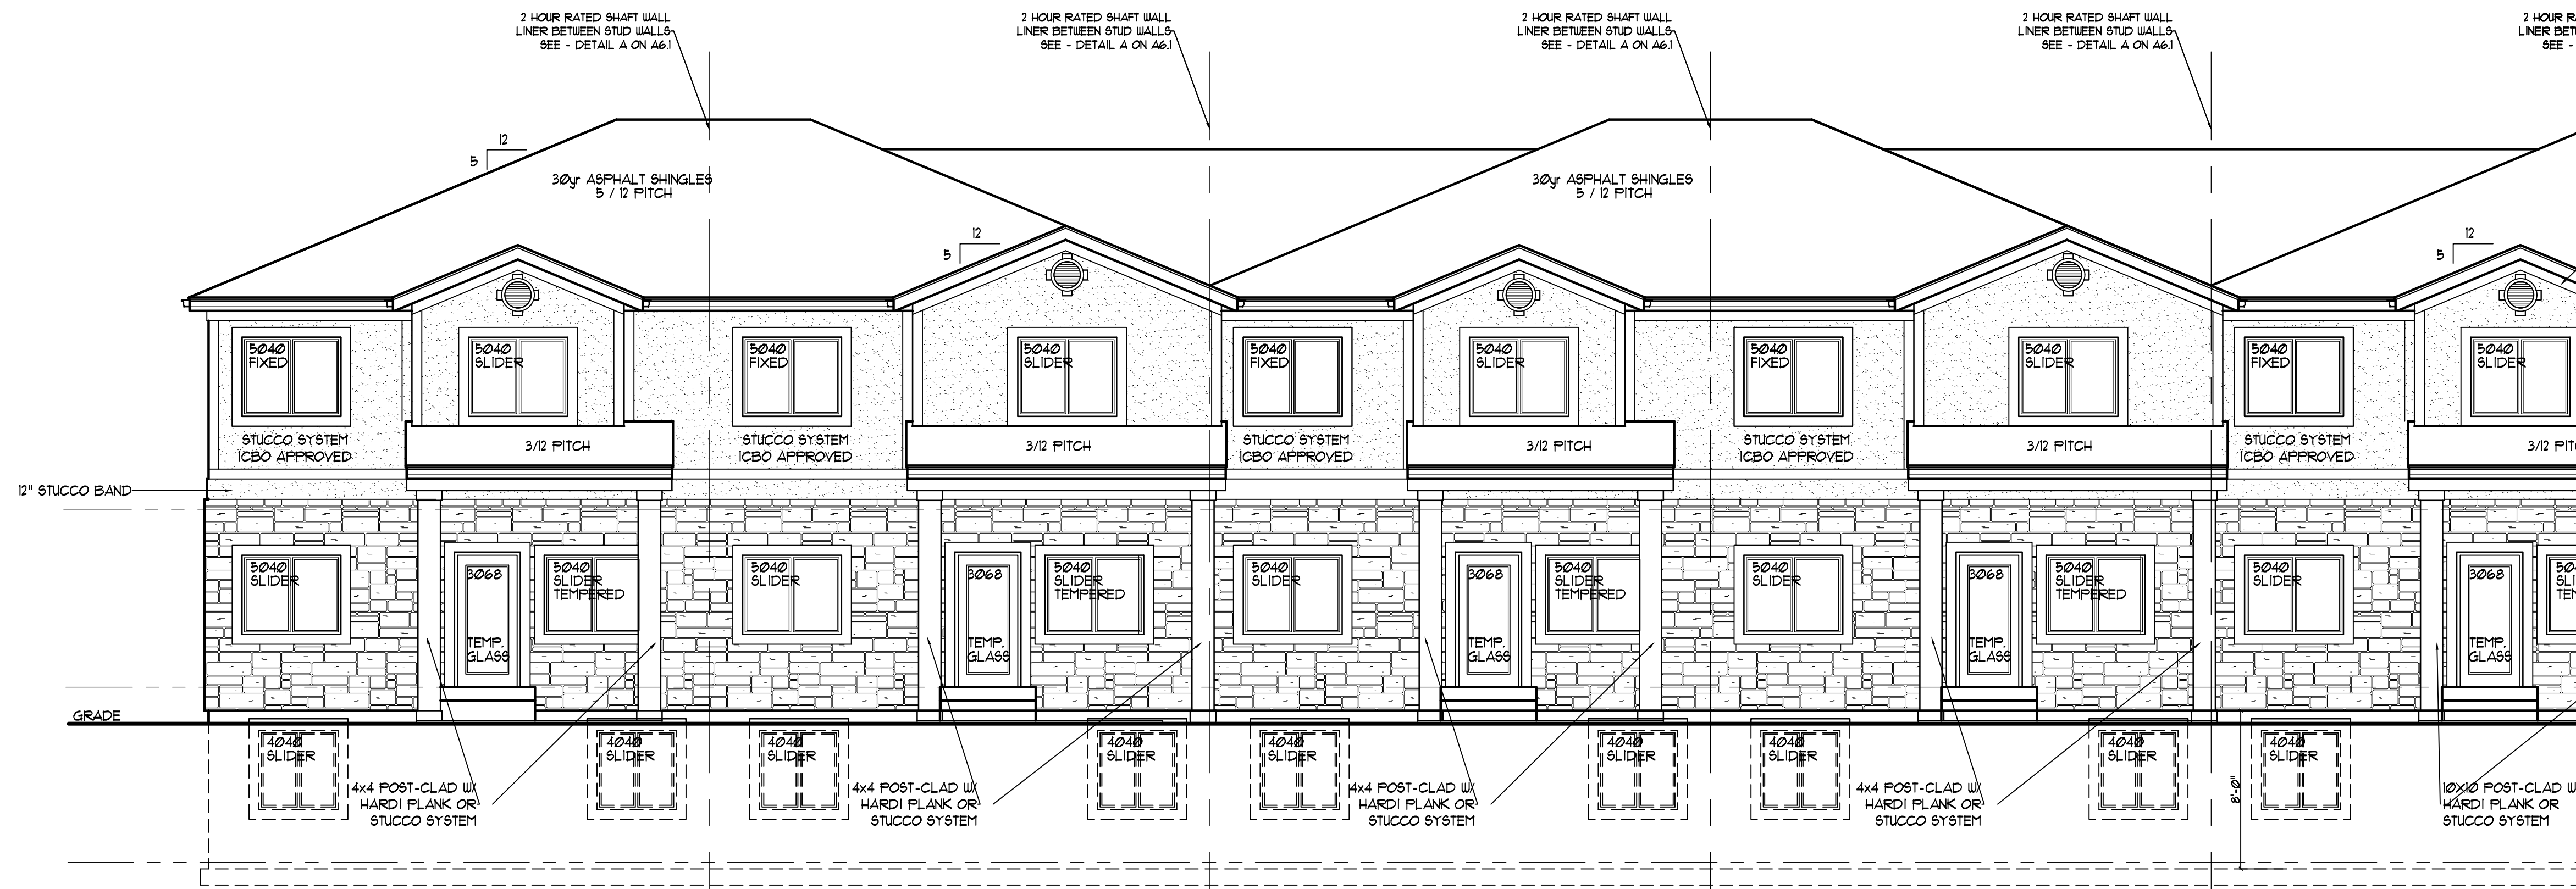 2 HOUR RATED SHAFT WALL
LINER BETWEEN STUD WALLS
SEE - DETAIL A ON A6.1
2 HOUR RATED SHAFT WALL
LINER BETWEEN STUD WALLS
SEE - DETAIL A ON A6.1
2 HOUR RATED SHAFT WALL
LINER BETWEEN STUD WALLS
SEE - DETAIL A ON A6.1
2 HOUR RATED SHAFT WALL
LINER BETWEEN STUD WALLS
SEE - DETAIL A ON A6.1
2 HOUR
LINER
SEE -
12
5
30yr ASPHALT SHINGLES
5 / 12 PITCH
30yr ASPHALT SHINGLES
5 / 12 PITCH
12
5
12
5
5040
FIXED
5040
SLIDER
5040
FIXED
5040
SLIDER
5040
FIXED
5040
SLIDER
5040
FIXED
5040
SLIDER
5040
FIXED
5040
SLIDER
STUCCO SYSTEM
ICBO APPROVED
3/12 PITCH
STUCCO SYSTEM
ICBO APPROVED
3/12 PITCH
STUCCO SYSTEM
ICBO APPROVED
3/12 PITCH
STUCCO SYSTEM
ICBO APPROVED
3/12 PITCH
STUCCO SYSTEM
ICBO APPROVED
3/12
12" STUCCO BAND
5040
SLIDER
3068
TEMP.
GLASS
5040
SLIDER
TEMPERED
5040
SLIDER
3068
TEMP.
GLASS
5040
SLIDER
TEMPERED
5040
SLIDER
3068
TEMP.
GLASS
5040
SLIDER
TEMPERED
5040
SLIDER
3068
TEMP.
GLASS
5040
SLIDER
TEMPERED
5040
SLIDER
3068
TEMP.
GLASS
GRADE
4040
SLIDER
4040
SLIDER
4040
SLIDER
4040
SLIDER
4040
SLIDER
4040
SLIDER
4040
SLIDER
4040
SLIDER
4040
SLIDER
4x4 POST-CLAD W/
HARDI PLANK OR
STUCCO SYSTEM
4x4 POST-CLAD W/
HARDI PLANK OR
STUCCO SYSTEM
4x4 POST-CLAD W/
HARDI PLANK OR
STUCCO SYSTEM
4x4 POST-CLAD W/
HARDI PLANK OR
STUCCO SYSTEM
8'-0"
10X10 POST-CLAD W
HARDI PLANK OR
STUCCO SYSTEM